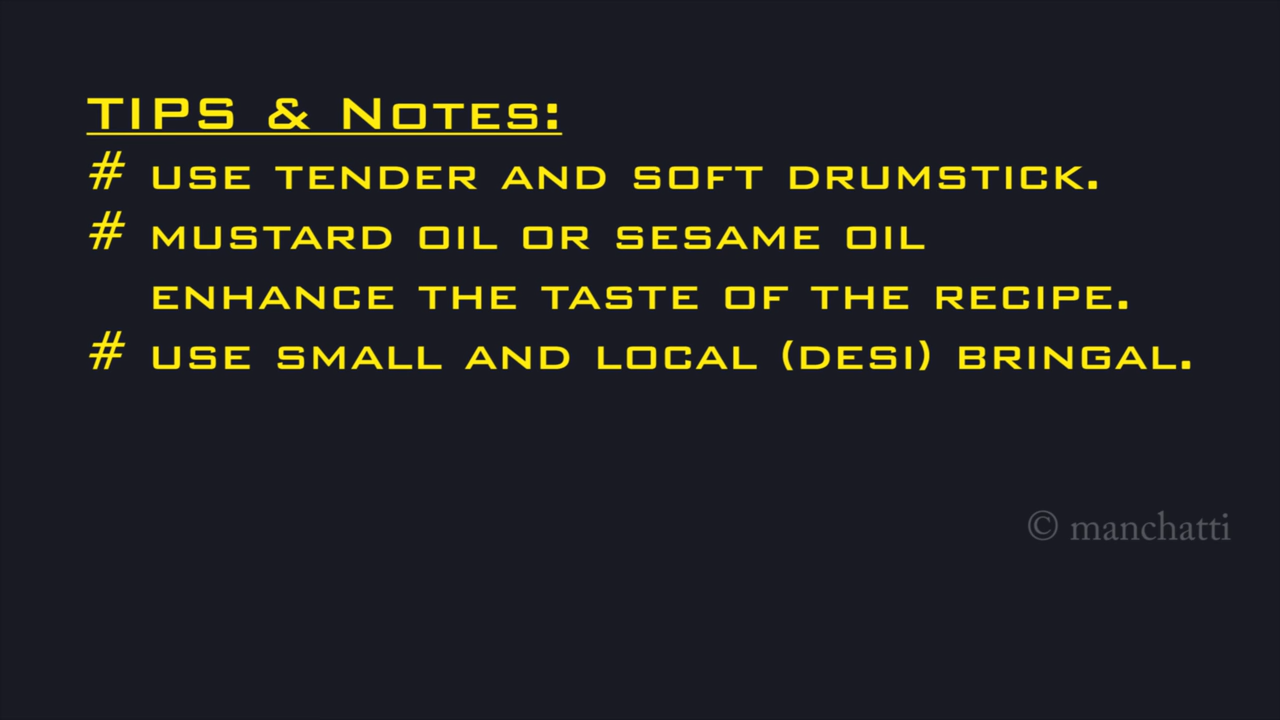 TIPS & NOTES:
# USE TENDER AND SOFT DRUMSTICK.
# MUSTARD OIL OR SESAME OIL
ENHANCE THE TASTE OF THE RECIPE.
# USE SMALL AND LOCAL (DESI) BRINGAL.
© manchatti